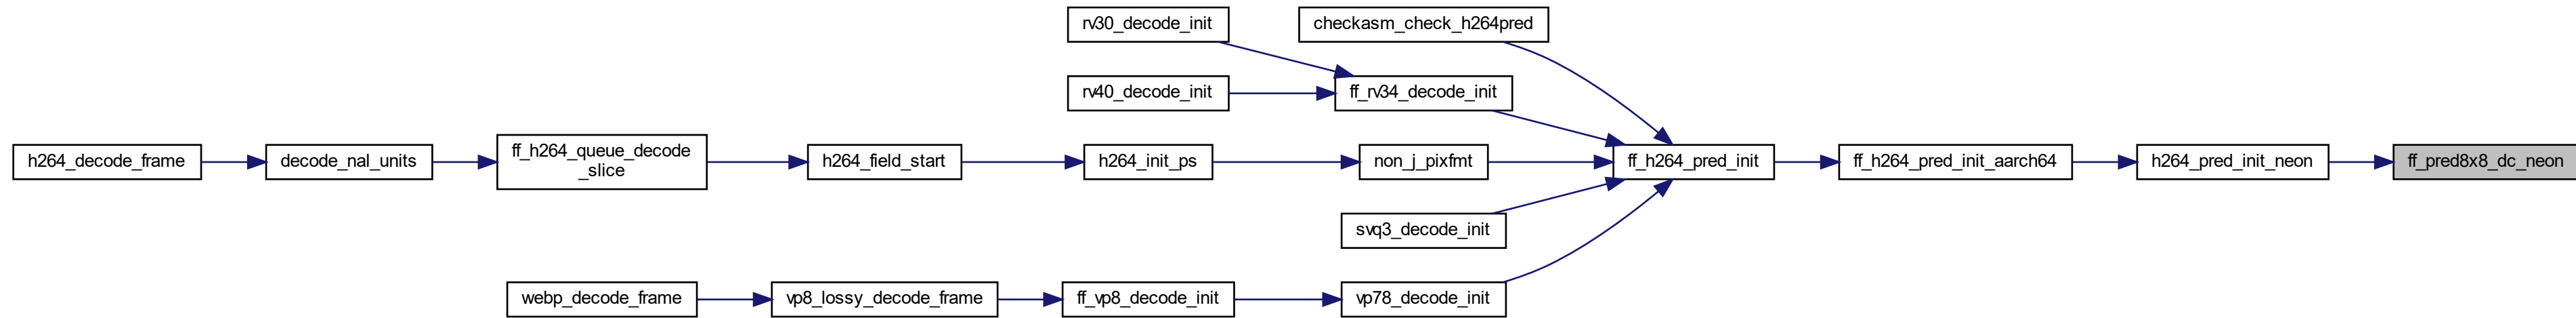 rv30_decode_init
checkasm_check_h264pred
rv40_decode_init
ff_rv34_decode_init
h264_decode_frame
decode_nal_units
ff_h264_queue_decode
_slice
h264_field_start
h264_init_ps
non_j_pixfmt
ff_h264_pred_init
ff_h264_pred_init_aarch64
h264_pred_init_neon
ff_pred8x8_dc_neon
svq3_decode_init
webp_decode_frame
vp8_lossy_decode_frame
ff_vp8_decode_init
vp78_decode_init